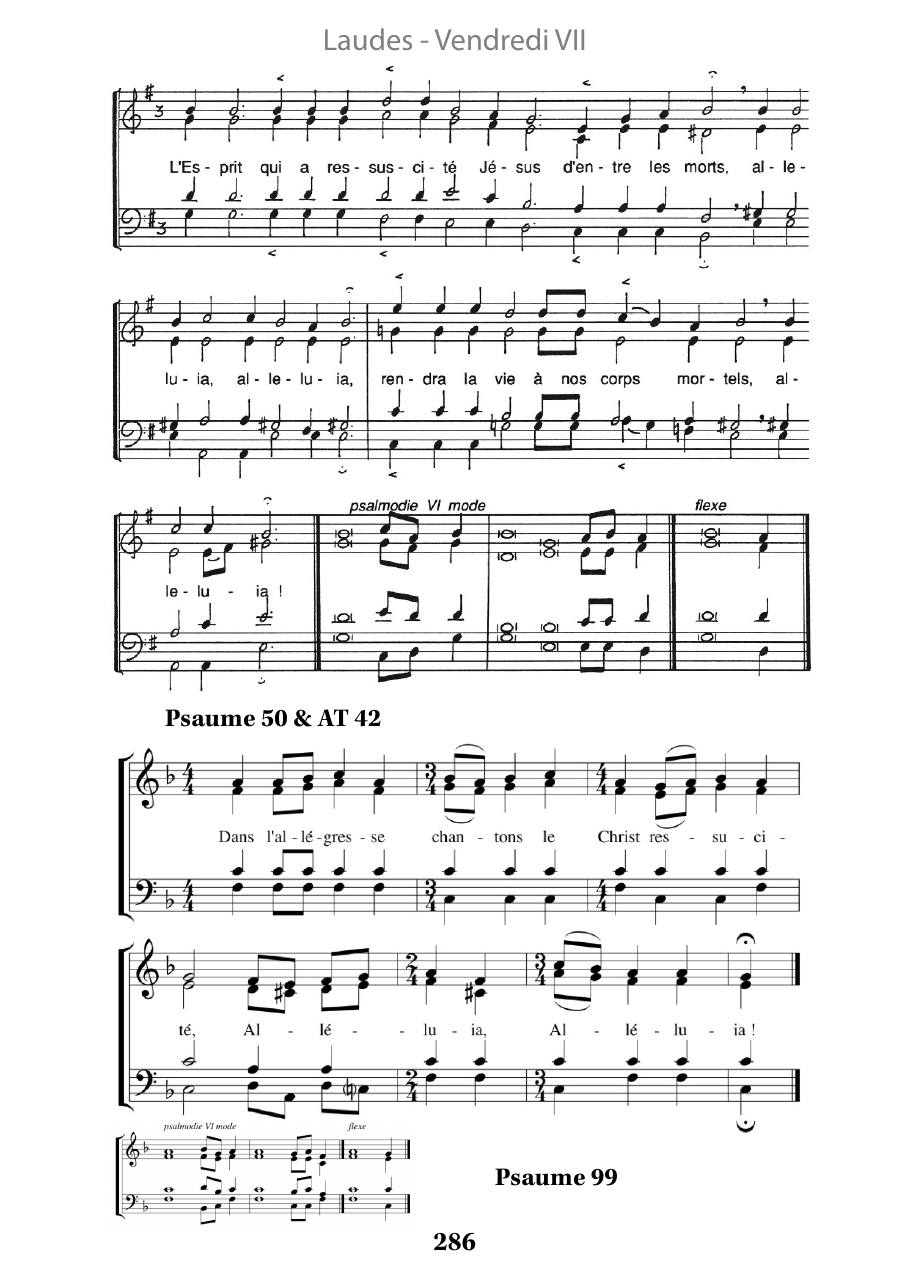 Laudes - Vendredi VII
L'Es - prit qui a res - sus - ci - té Jé - sus d'en - tre les morts, al - le -
lu - ia, al - le - lu - ia, ren - dra la vie à nos corps mor - tels, al -
psalmodie VI mode flexe
le - lu - ia !
Psaume 50 & AT 42
Dans l'al - lé - gres - se chan - tons le Christ res - su - ci -
té, Al - lé - lu - ia, Al - lé - lu - ia !
psalmodie VI mode flexe
Psaume 99
286